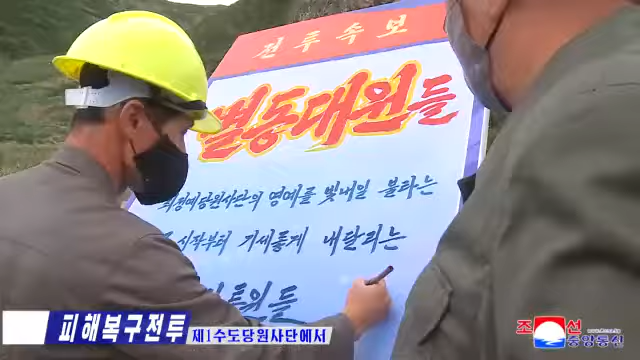 전투속보
별동대원들
최정예당원사단의 영예를 빛내일 불타는
시작부터 기세름게 내달리는
피해복구전투
제1수도당원사단에서
조선
중앙통신